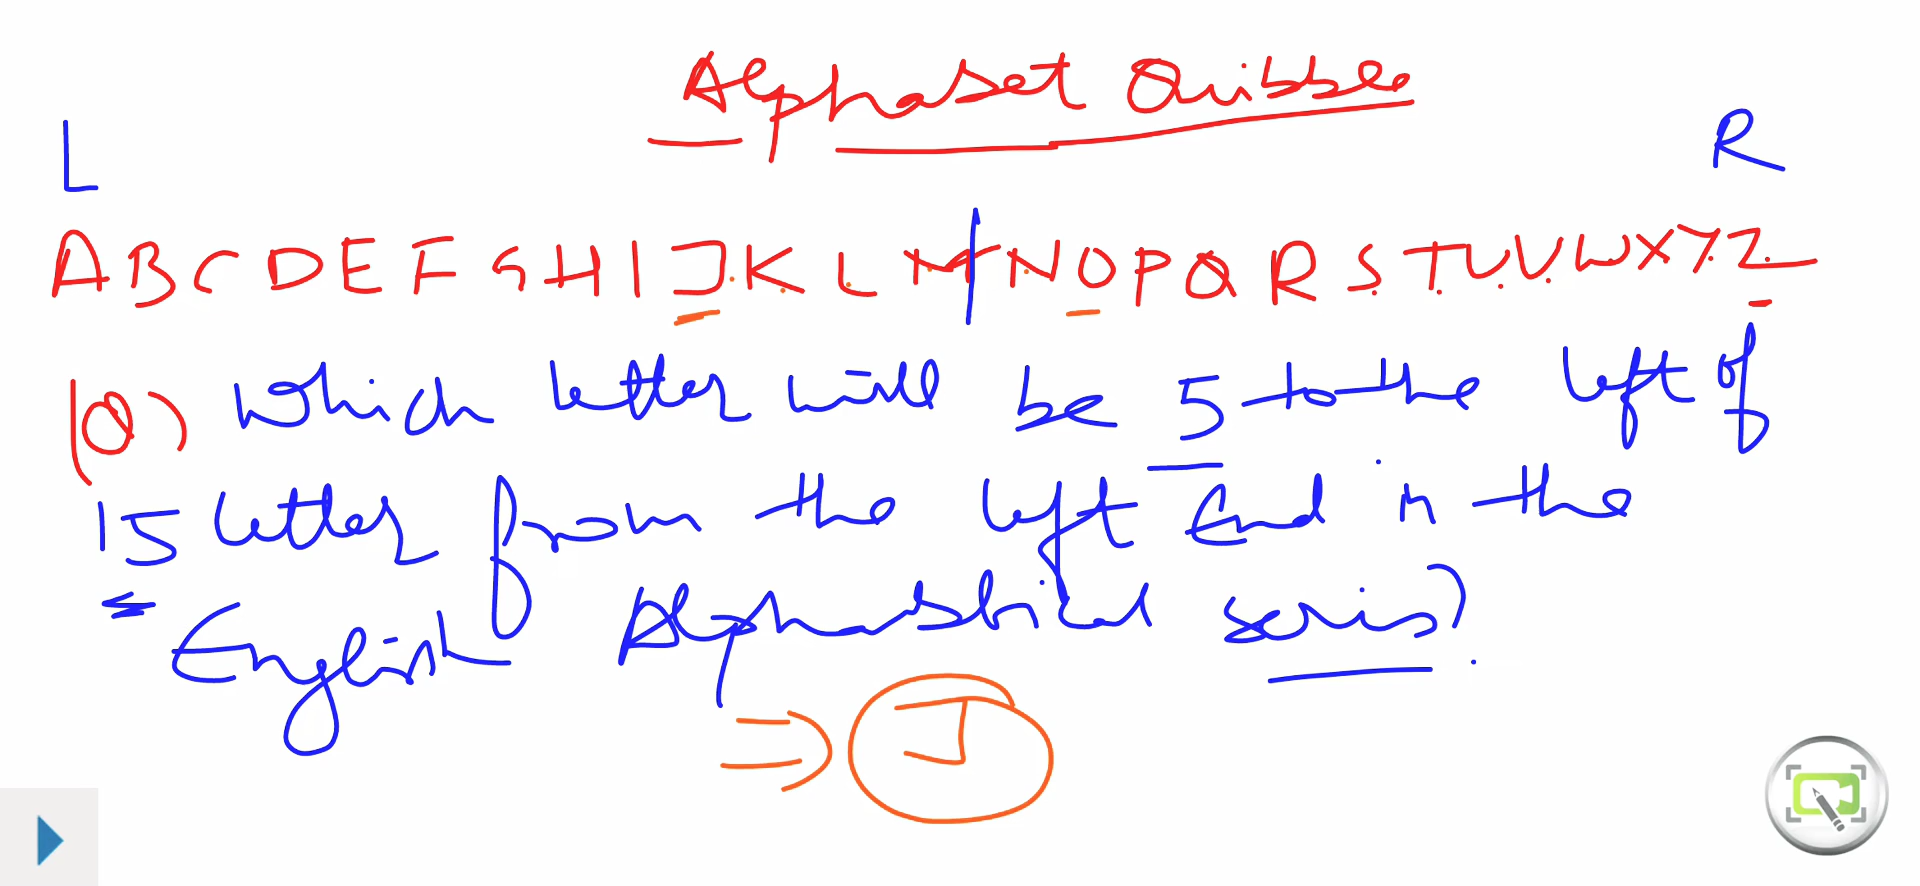 Alphabet Quibble
L R
A B C D E F G H I J K L M N O P Q R S T U V W X Y Z
(Q) Which letter will be 5 to the left of
15 letter from the left End in the
English Alphabtical series?
⇒ J